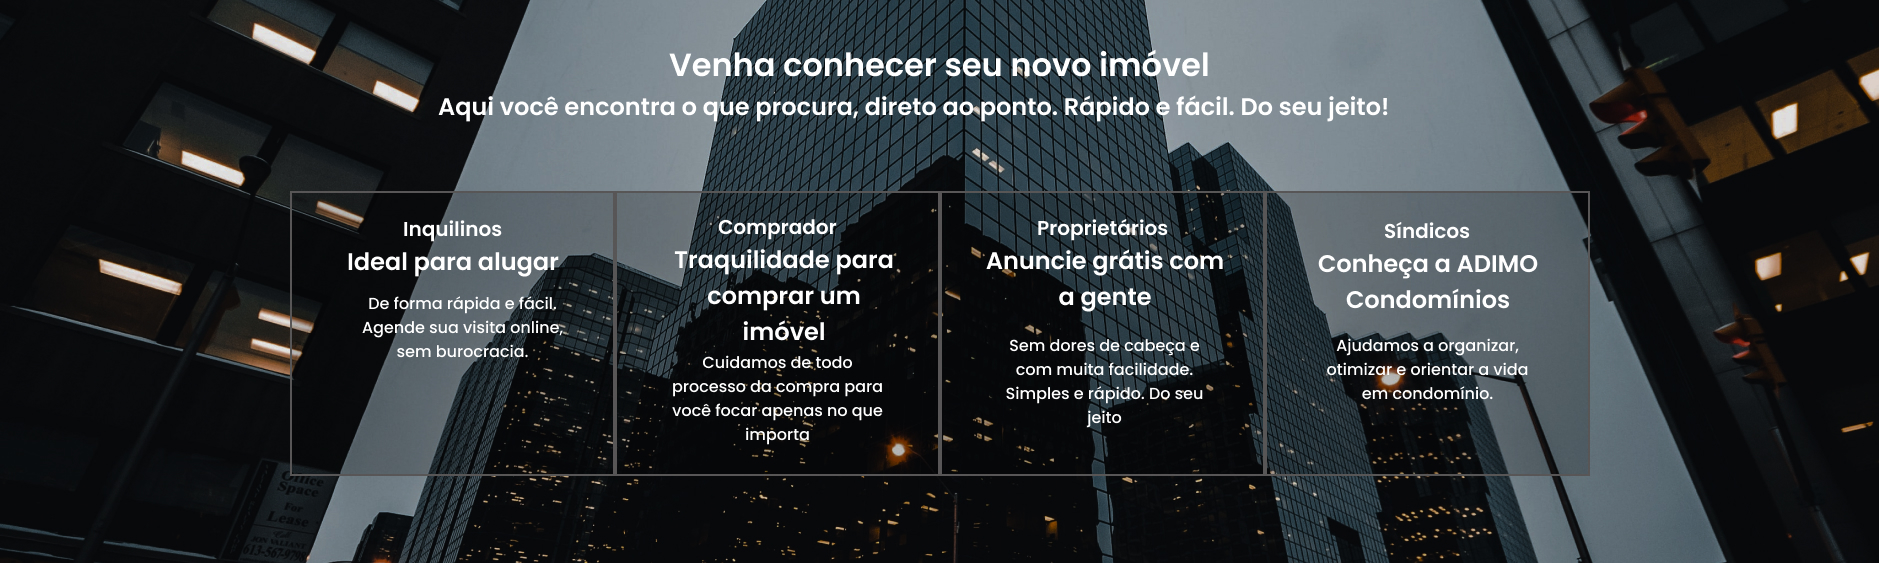 Venha conhecer seu novo imóvel
Aqui você encontra o que procura, direto ao ponto. Rápido e fácil. Do seu jeito!
Inquilinos
Ideal para alugar
De forma rápida e fácil.
Agende sua visita online,
sem burocracia.
Comprador
Traquilidade para
comprar um
imóvel
Cuidamos de todo
processo da compra para
você focar apenas no que
importa
Proprietários
Anuncie grátis com
a gente
Sem dores de cabeça e
com muita facilidade.
Simples e rápido. Do seu
jeito
Síndicos
Conheça a ADIMO
Condomínios
Ajudamos a organizar,
otimizar e orientar a vida
em condomínio.
Office
Space
For
Lease